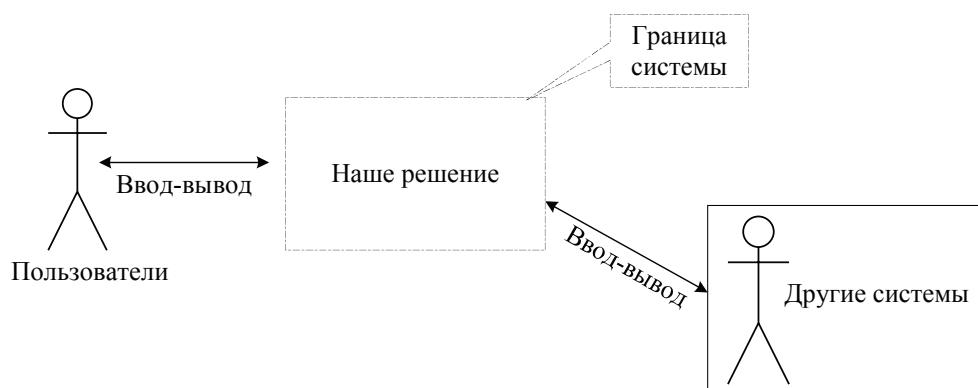 Граница
системы
Наше решение
Ввод-вывод
Пользователи
Ввод-вывод
Другие системы